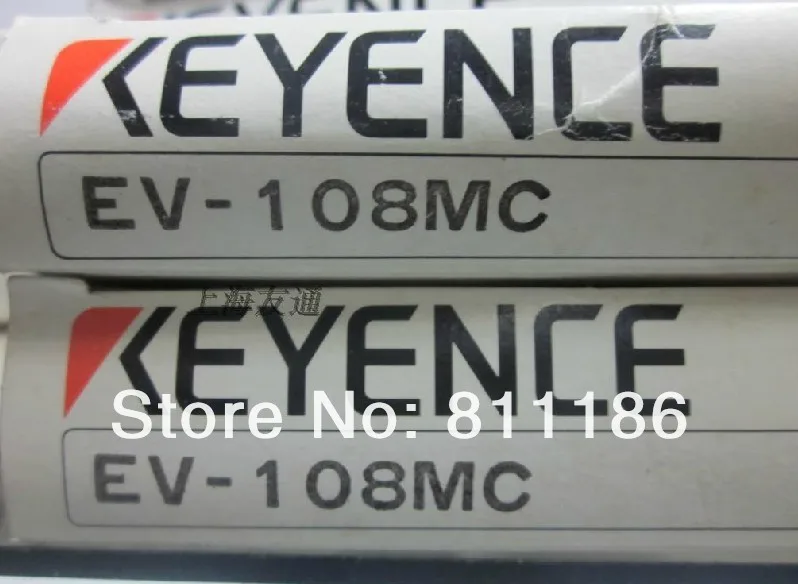 KEYENCE
EV-108MC
上海友通
KEYENCE
Store No: 811186
EV-108MC